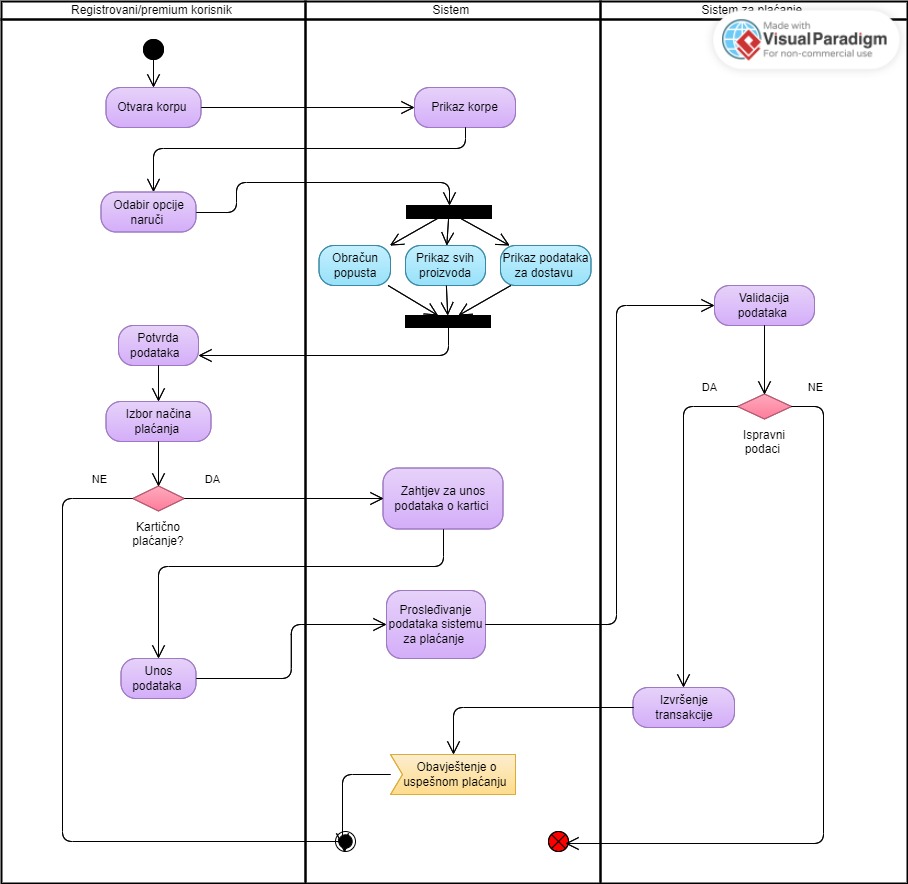 Registrovani/premium korisnik
Sistem
Sistem za plaćanje
Made with
VisualParadigm
For non-commercial use
Otvara korpu
Prikaz korpe
Odabir opcije
naruči
Obračun
popusta
Prikaz svih
proizvoda
Prikaz podataka
za dostavu
Validacija
podataka
Potvrda
podataka
DA
NE
Izbor načina
plaćanja
Ispravni
podaci
NE
DA
Zahtjev za unos
podataka o kartici
Kartično
plaćanje?
Prosleđivanje
podataka sistemu
za plaćanje
Unos
podataka
Izvršenje
transakcije
Obavještenje o
uspešnom plaćanju